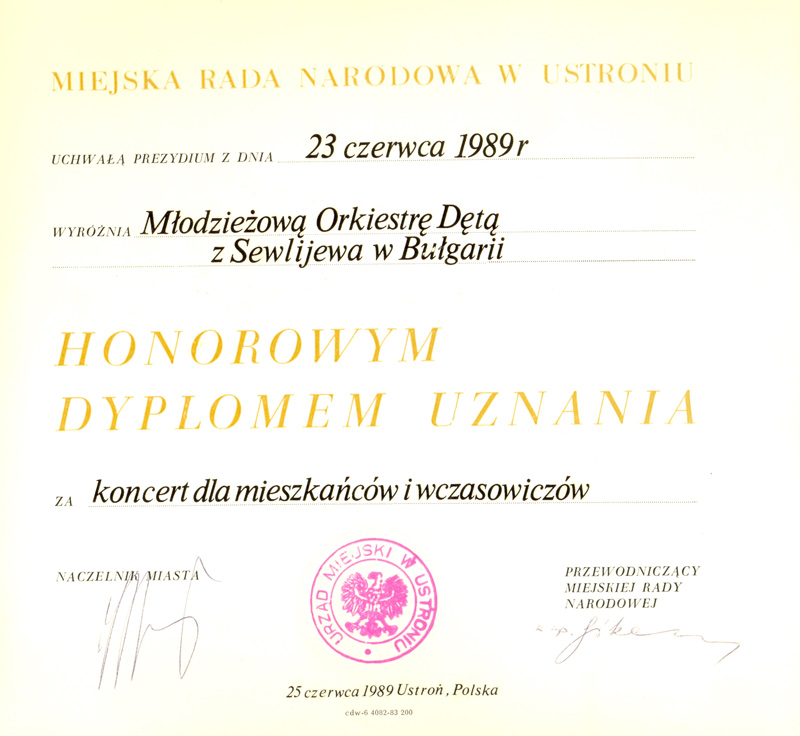 MIEJSKA RADA NARODOWA W USTRONIU
UCHWAŁĄ PREZYDIUM Z DNIA 23 czerwca 1989 r
WYRÓŻNIA Młodzieżową Orkiestrę Dętą
z Sewlijewa w Bułgarii
HONOROWYM
DYPLOMEM UZNANIA
ZA koncert dla mieszkańców i wczasowiczów
NACZELNIK MIASTA
PRZEWODNICZĄCY
MIEJSKIEJ RADY
NARODOWEJ
URZĄD MIEJSKI W USTRONIU
25 czerwca 1989 Ustroń, Polska
cdw-6 4082-83 200